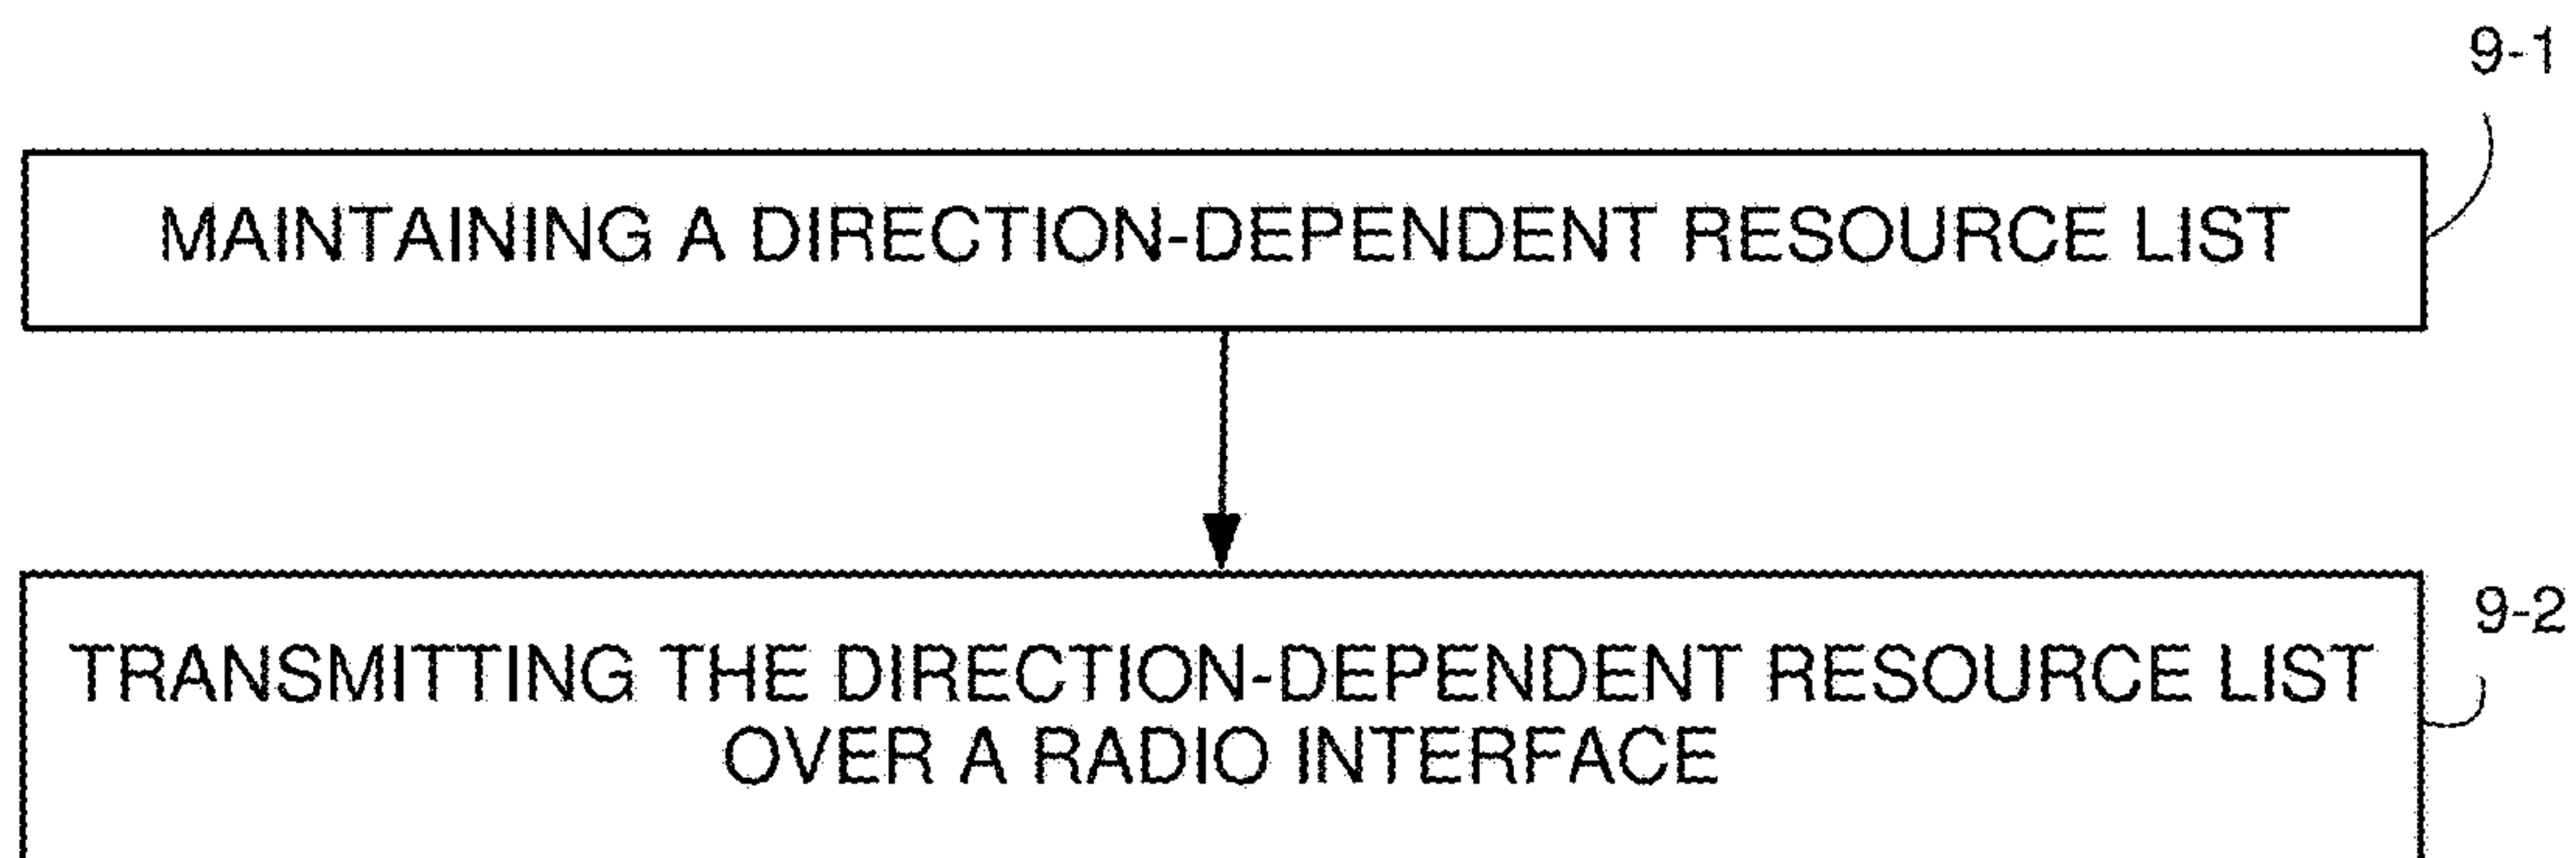 9-1
MAINTAINING A DIRECTION-DEPENDENT RESOURCE LIST
9-2
TRANSMITTING THE DIRECTION-DEPENDENT RESOURCE LIST
OVER A RADIO INTERFACE